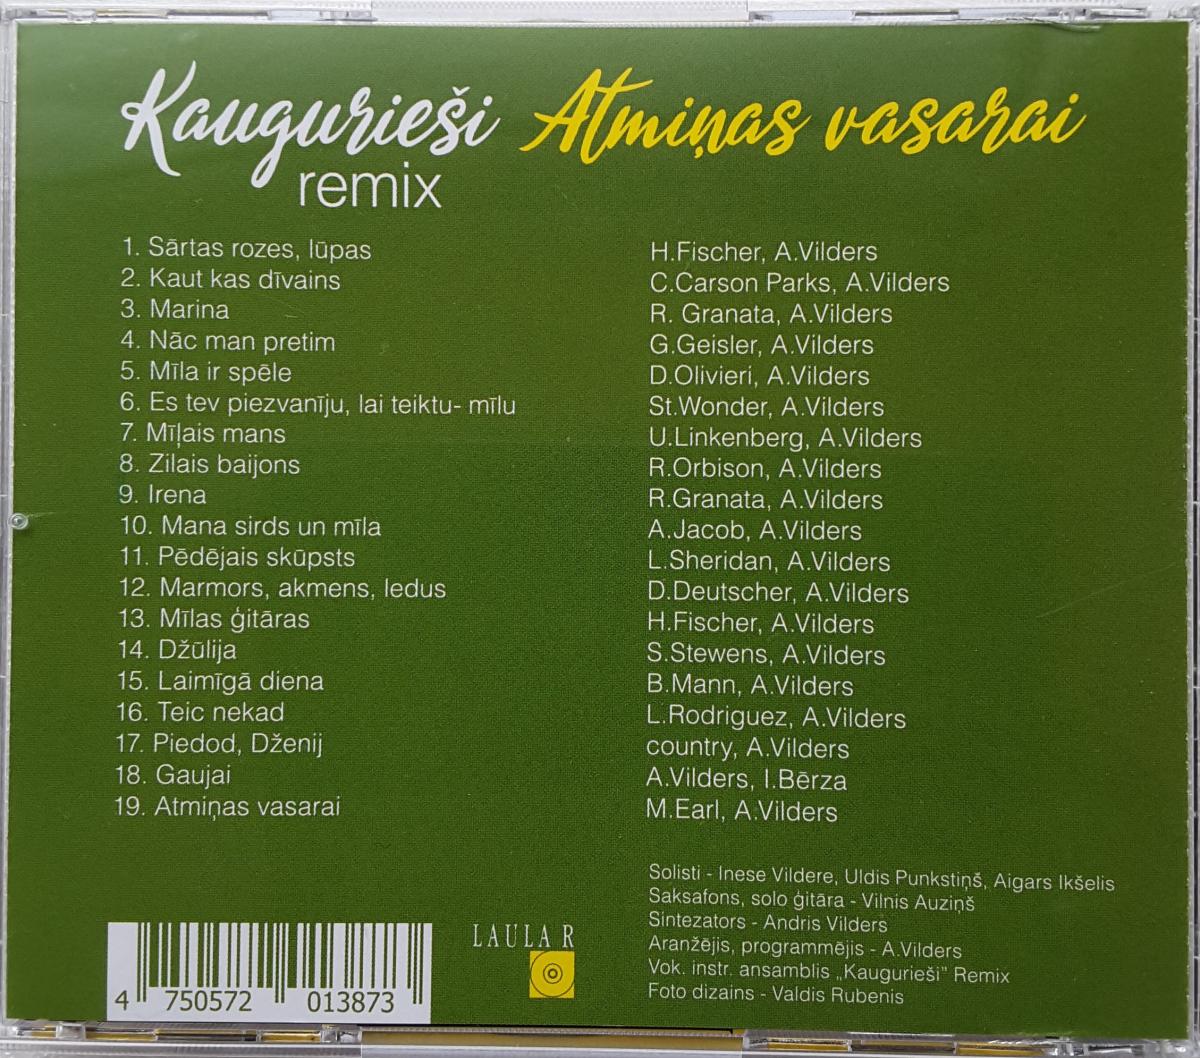 Kaugurieši Atmiņas vasarai
remix
1. Sārtas rozes, lūpas H.Fischer, A.Vilders
2. Kaut kas dīvains C.Carson Parks, A.Vilders
3. Marina R. Granata, A.Vilders
4. Nāc man pretim G.Geisler, A.Vilders
5. Mīla ir spēle D.Olivieri, A.Vilders
6. Es tev piezvanīju, lai teiktu- mīlu St.Wonder, A.Vilders
7. Mīļais mans U.Linkenberg, A.Vilders
8. Zilais baijons R.Orbison, A.Vilders
9. Irena R.Granata, A.Vilders
10. Mana sirds un mīla A.Jacob, A.Vilders
11. Pēdējais skūpsts L.Sheridan, A.Vilders
12. Marmors, akmens, ledus D.Deutscher, A.Vilders
13. Mīlas ģitāras H.Fischer, A.Vilders
14. Džūlija S.Stewens, A.Vilders
15. Laimīgā diena B.Mann, A.Vilders
16. Teic nekad L.Rodriguez, A.Vilders
17. Piedod, Dženij country, A.Vilders
18. Gaujai A.Vilders, I.Bērza
19. Atmiņas vasarai M.Earl, A.Vilders
Solisti - Inese Vildere, Uldis Punkstiņš, Aigars Ikšelis
Saksafons, solo ģitāra - Vilnis Auziņš
Sintezators - Andris Vilders
Aranžējis, programmējis - A.Vilders
Vok. instr. ansamblis „Kaugurieši" Remix
Foto dizains - Valdis Rubenis
LAULA R
4 750572 013873